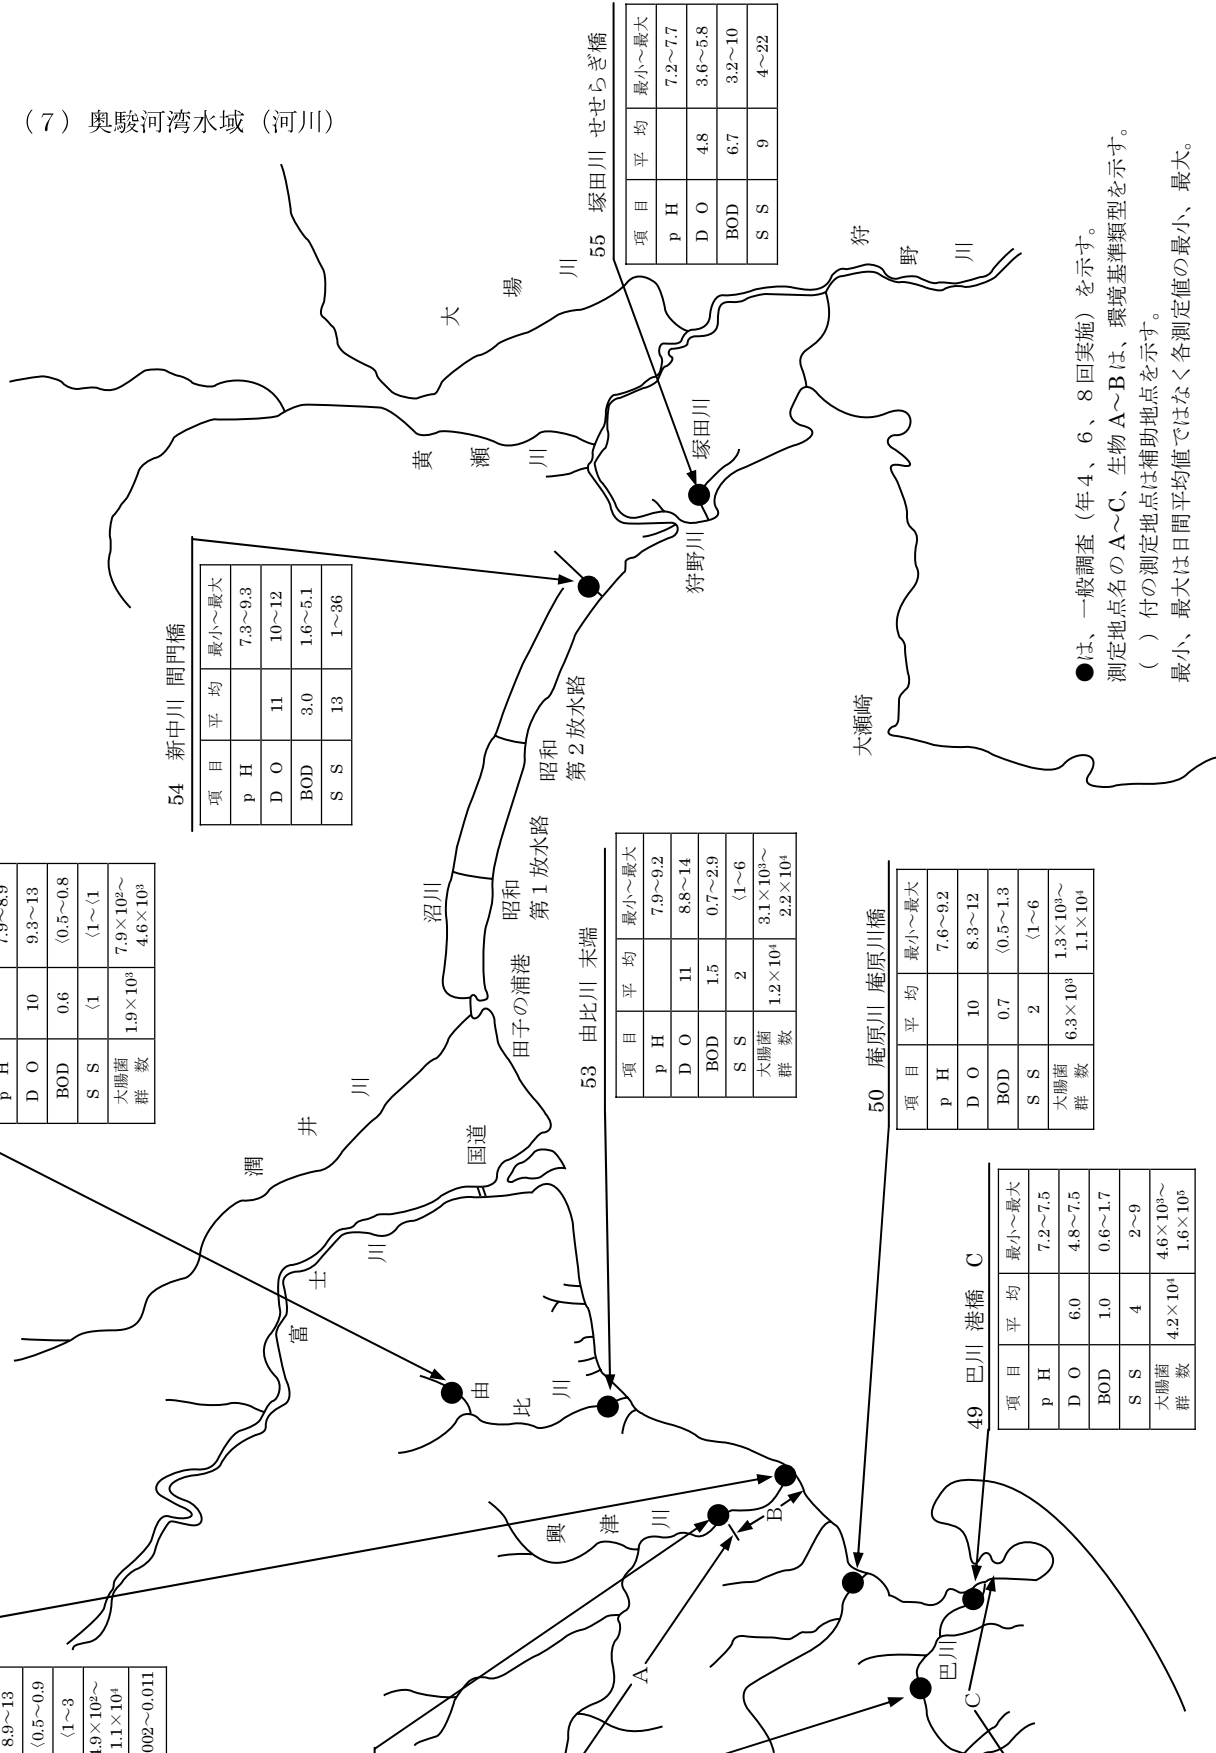 （７）奥駿河湾水域（河川）
55　塚田川 せせらぎ橋
項　目　平　均　最小～最大
p　H　7.2～7.7
D　O　4.8　3.6～5.8
BOD　6.7　3.2～10
S　S　9　4～22
54　新中川 間門橋
項　目　平　均　最小～最大
p　H　7.3～9.3
D　O　11　10～12
BOD　3.0　1.6～5.1
S　S　13　1～36
p　H　7.9～8.9
D　O　10　9.3～13
BOD　0.6　〈0.5～0.8
S　S　〈1　〈1～〈1
大腸菌群　数　1.9×10³　7.9×10²～
4.6×10³
53　由比川 末端
項　目　平　均　最小～最大
p　H　7.9～9.2
D　O　11　8.8～14
BOD　1.5　0.7～2.9
S　S　2　〈1～6
大腸菌群　数　1.2×10⁴　3.1×10³～
2.2×10⁴
50　庵原川 庵原川橋
項　目　平　均　最小～最大
p　H　7.6～9.2
D　O　10　8.3～12
BOD　0.7　〈0.5～1.3
S　S　2　〈1～6
大腸菌群　数　6.3×10³　1.3×10³～
1.1×10⁴
49　巴川 港橋　C
項　目　平　均　最小～最大
p　H　7.2～7.5
D　O　6.0　4.8～7.5
BOD　1.0　0.6～1.7
S　S　4　2～9
大腸菌群　数　4.2×10⁴　4.6×10³～
1.6×10⁵
8.9～13
〈0.5～0.9
〈1～3
.9×10²～
1.1×10⁴
002～0.011
大場川
狩野川
黄瀬川
塚田川
狩野川
大瀬崎
昭和
第２放水路
昭和
第１放水路
沼川
田子の浦港
潤井川
国道
富士川
由比川
興津川
巴川
A
B
C
●は、一般調査（年４、６、８回実施）を示す。
測定地点名のA～C、生物A～Bは、環境基準類型を示す。
（　）付の測定地点は補助地点を示す。
最小、最大は日間平均値ではなく各測定値の最小、最大。